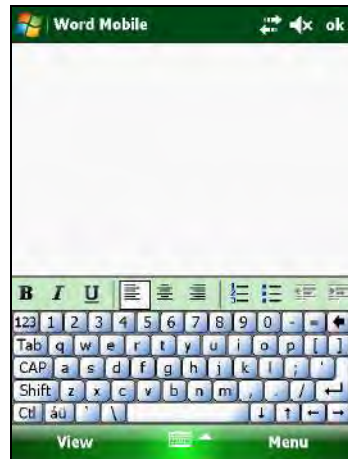 Word Mobile ok
B I U
123 1 2 3 4 5 6 7 8 9 0 - =
Tab q w e r t y u i o p [ ]
CAP a s d f g h j k l ; '
Shift z x c v b n m , . /
Ctl áü ` \
View Menu